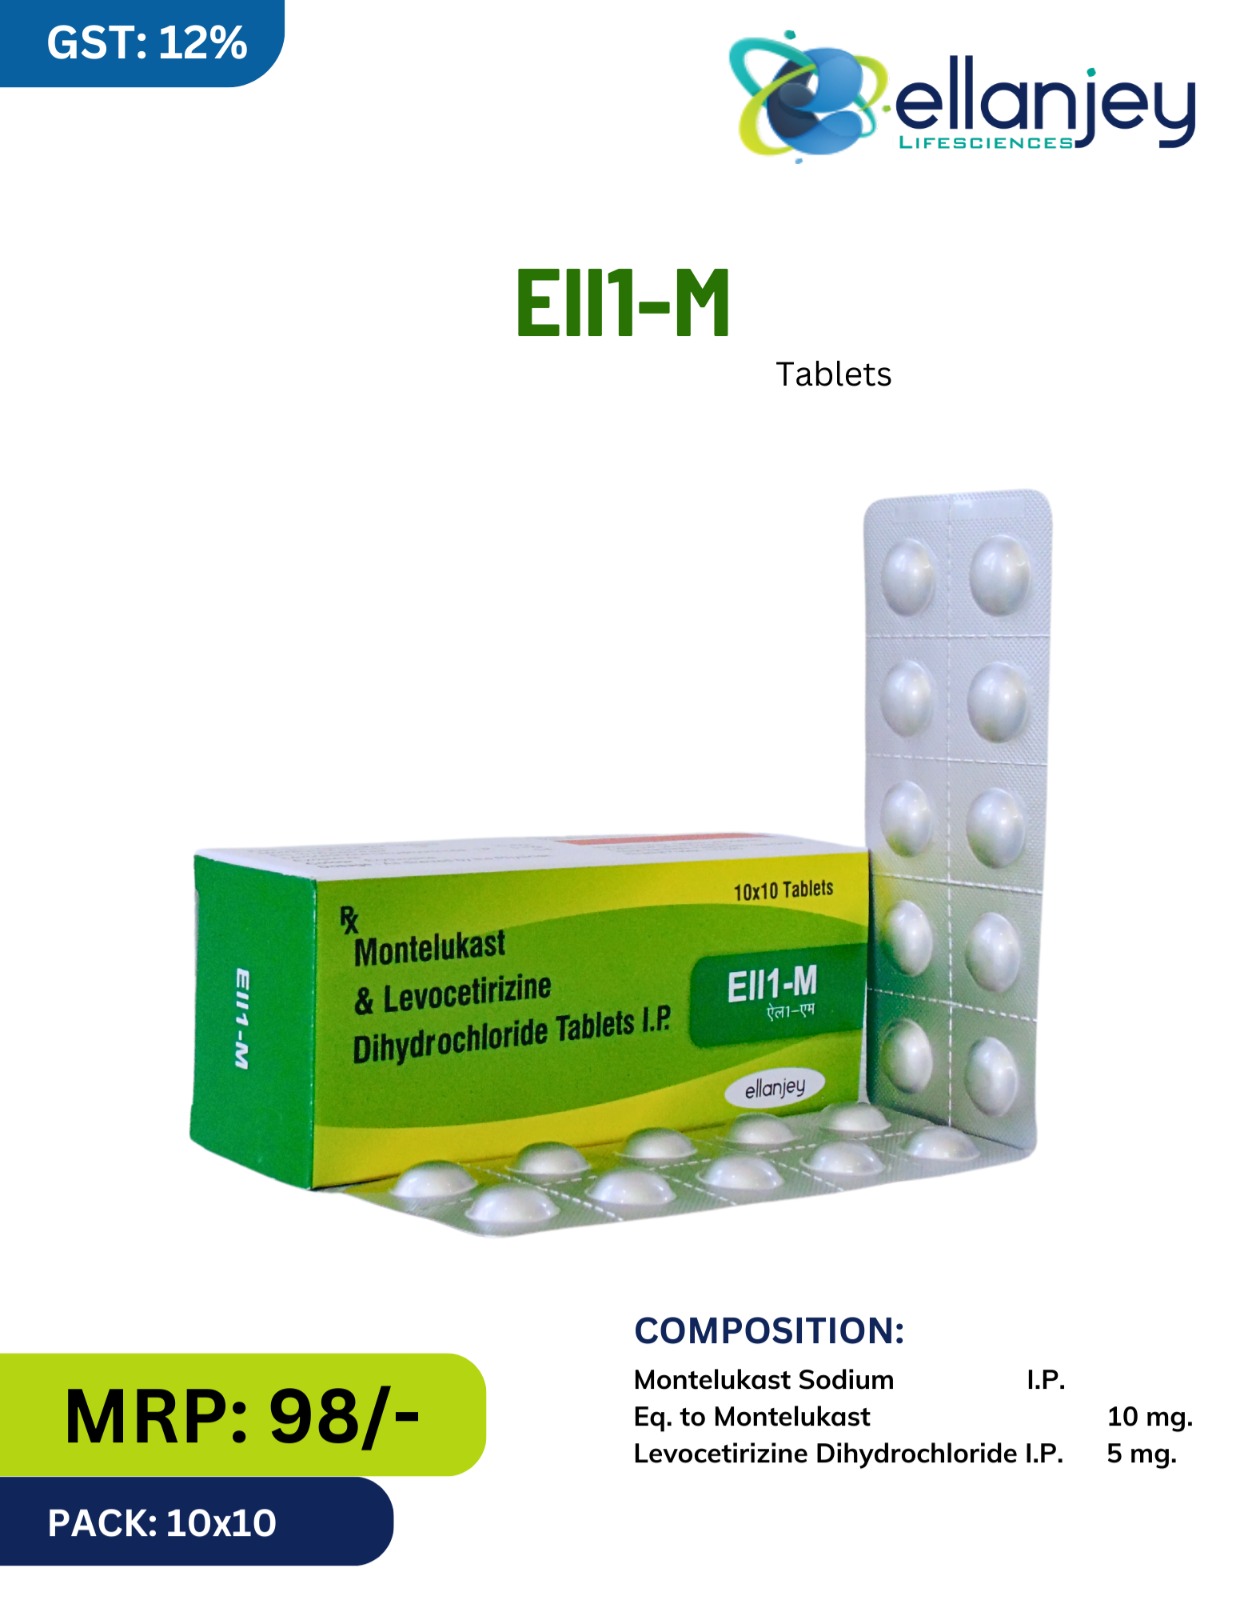 GST: 12%
ellanjey
LIFESCIENCES
Ell1-M
Tablets
10x10 Tablets
Rx
Montelukast
& Levocetirizine
Dihydrochloride Tablets I.P.
Ell1-M
ऐल1-एम
ellanjey
Ell1-M
COMPOSITION:
Montelukast Sodium I.P.
Eq. to Montelukast 10 mg.
Levocetirizine Dihydrochloride I.P. 5 mg.
MRP: 98/-
PACK: 10x10